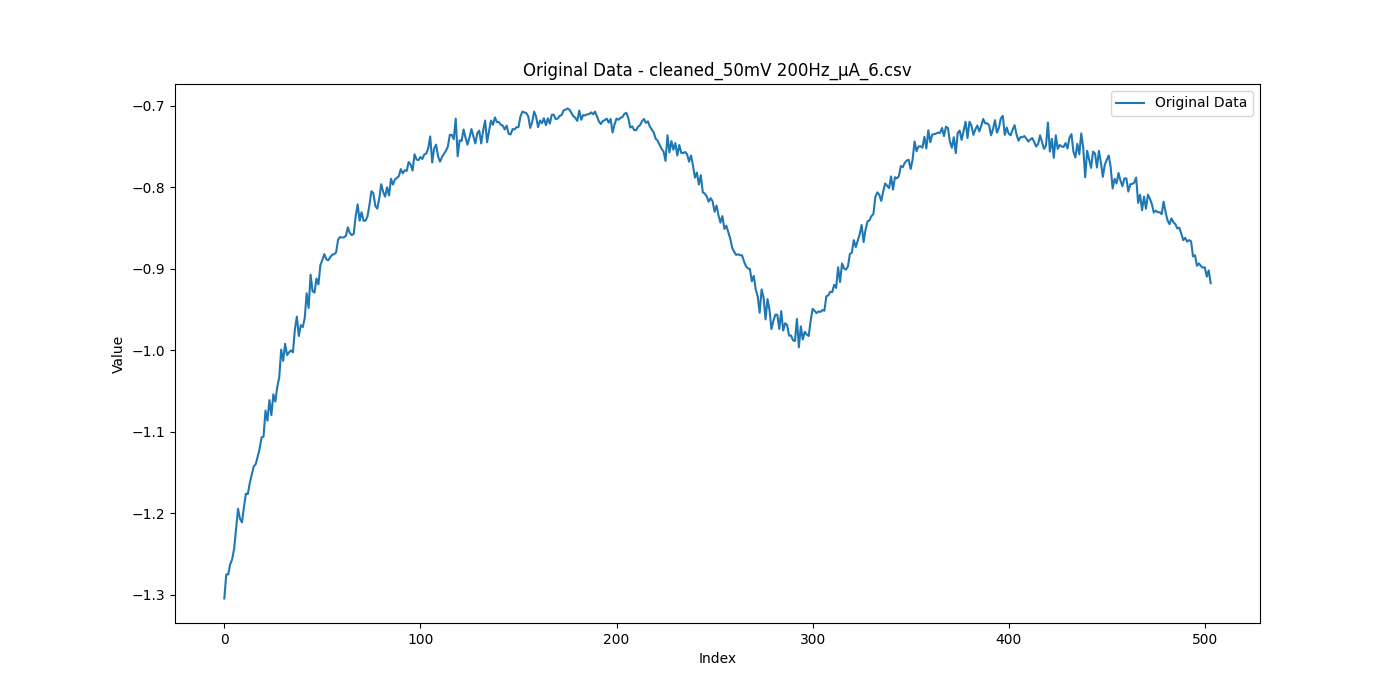 Original Data - cleaned_50mV 200Hz_µA_6.csv
Original Data
−0.7
−0.8
−0.9
−1.0
−1.1
−1.2
−1.3
Value
0 100 200 300 400 500
Index